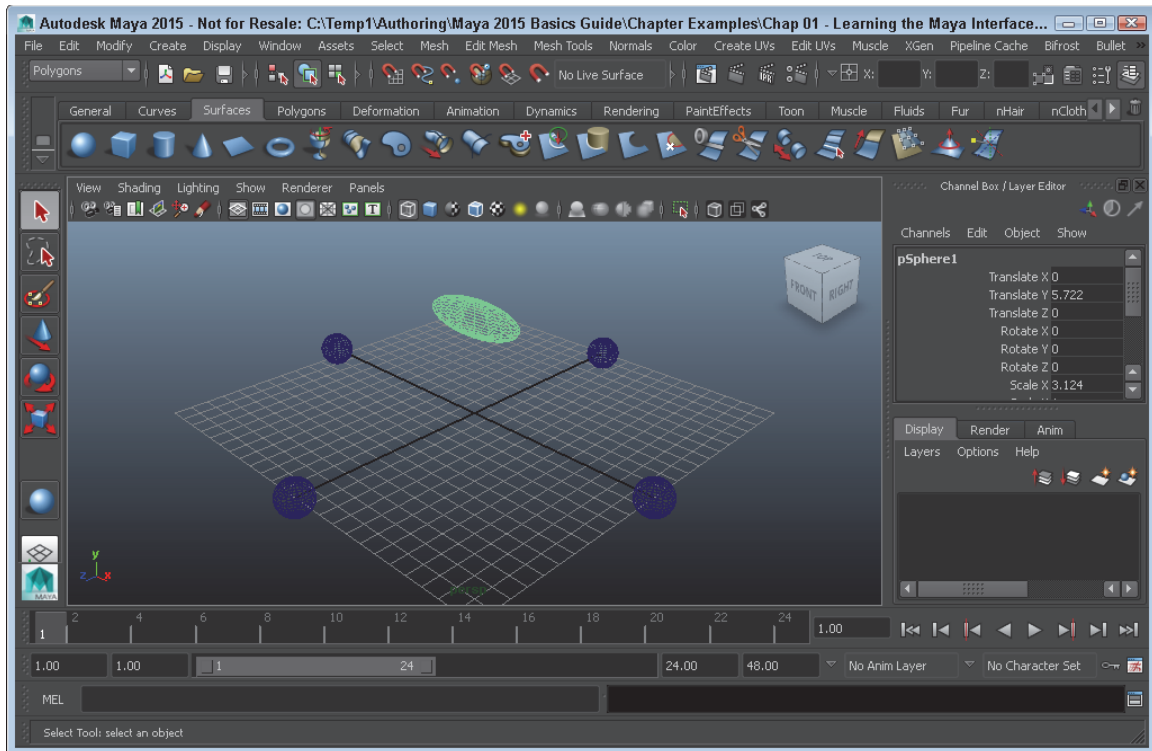 Autodesk Maya 2015 - Not for Resale: C:\Temp1\Authoring\Maya 2015 Basics Guide\Chapter Examples\Chap 01 - Learning the Maya Interface...
File Edit Modify Create Display Window Assets Select Mesh Edit Mesh Mesh Tools Normals Color Create UVs Edit UVs Muscle XGen Pipeline Cache Bifrost Bullet »
Polygons No Live Surface X: Y: Z:
General Curves Surfaces Polygons Deformation Animation Dynamics Rendering PaintEffects Toon Muscle Fluids Fur nHair nCloth
View Shading Lighting Show Renderer Panels
Channel Box / Layer Editor
Channels Edit Object Show
pSphere1
Translate X 0
Translate Y 5.722
Translate Z 0
Rotate X 0
Rotate Y 0
Rotate Z 0
Scale X 3.124
TOP
FRONT RIGHT
Display Render Anim
Layers Options Help
y
z x
persp
MAYA
1 2 4 6 8 10 12 14 16 18 20 22 24 1.00
1.00 1.00 1 24 24.00 48.00 No Anim Layer No Character Set
MEL
Select Tool: select an object